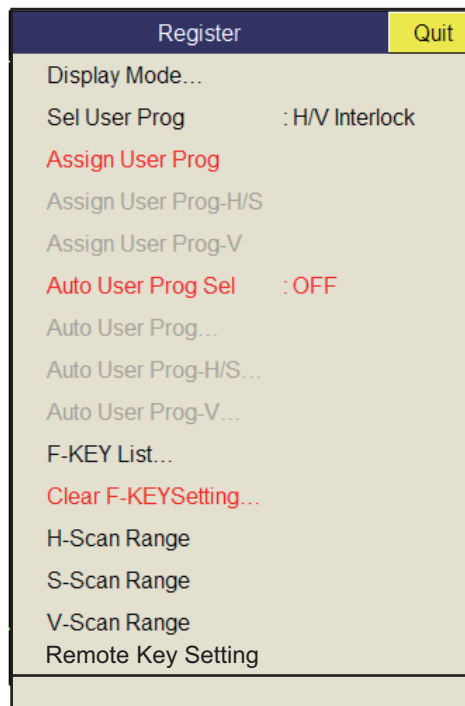 Register Quit
Display Mode...
Sel User Prog : H/V Interlock
Assign User Prog
Assign User Prog-H/S
Assign User Prog-V
Auto User Prog Sel : OFF
Auto User Prog...
Auto User Prog-H/S...
Auto User Prog-V...
F-KEY List...
Clear F-KEYSetting...
H-Scan Range
S-Scan Range
V-Scan Range
Remote Key Setting